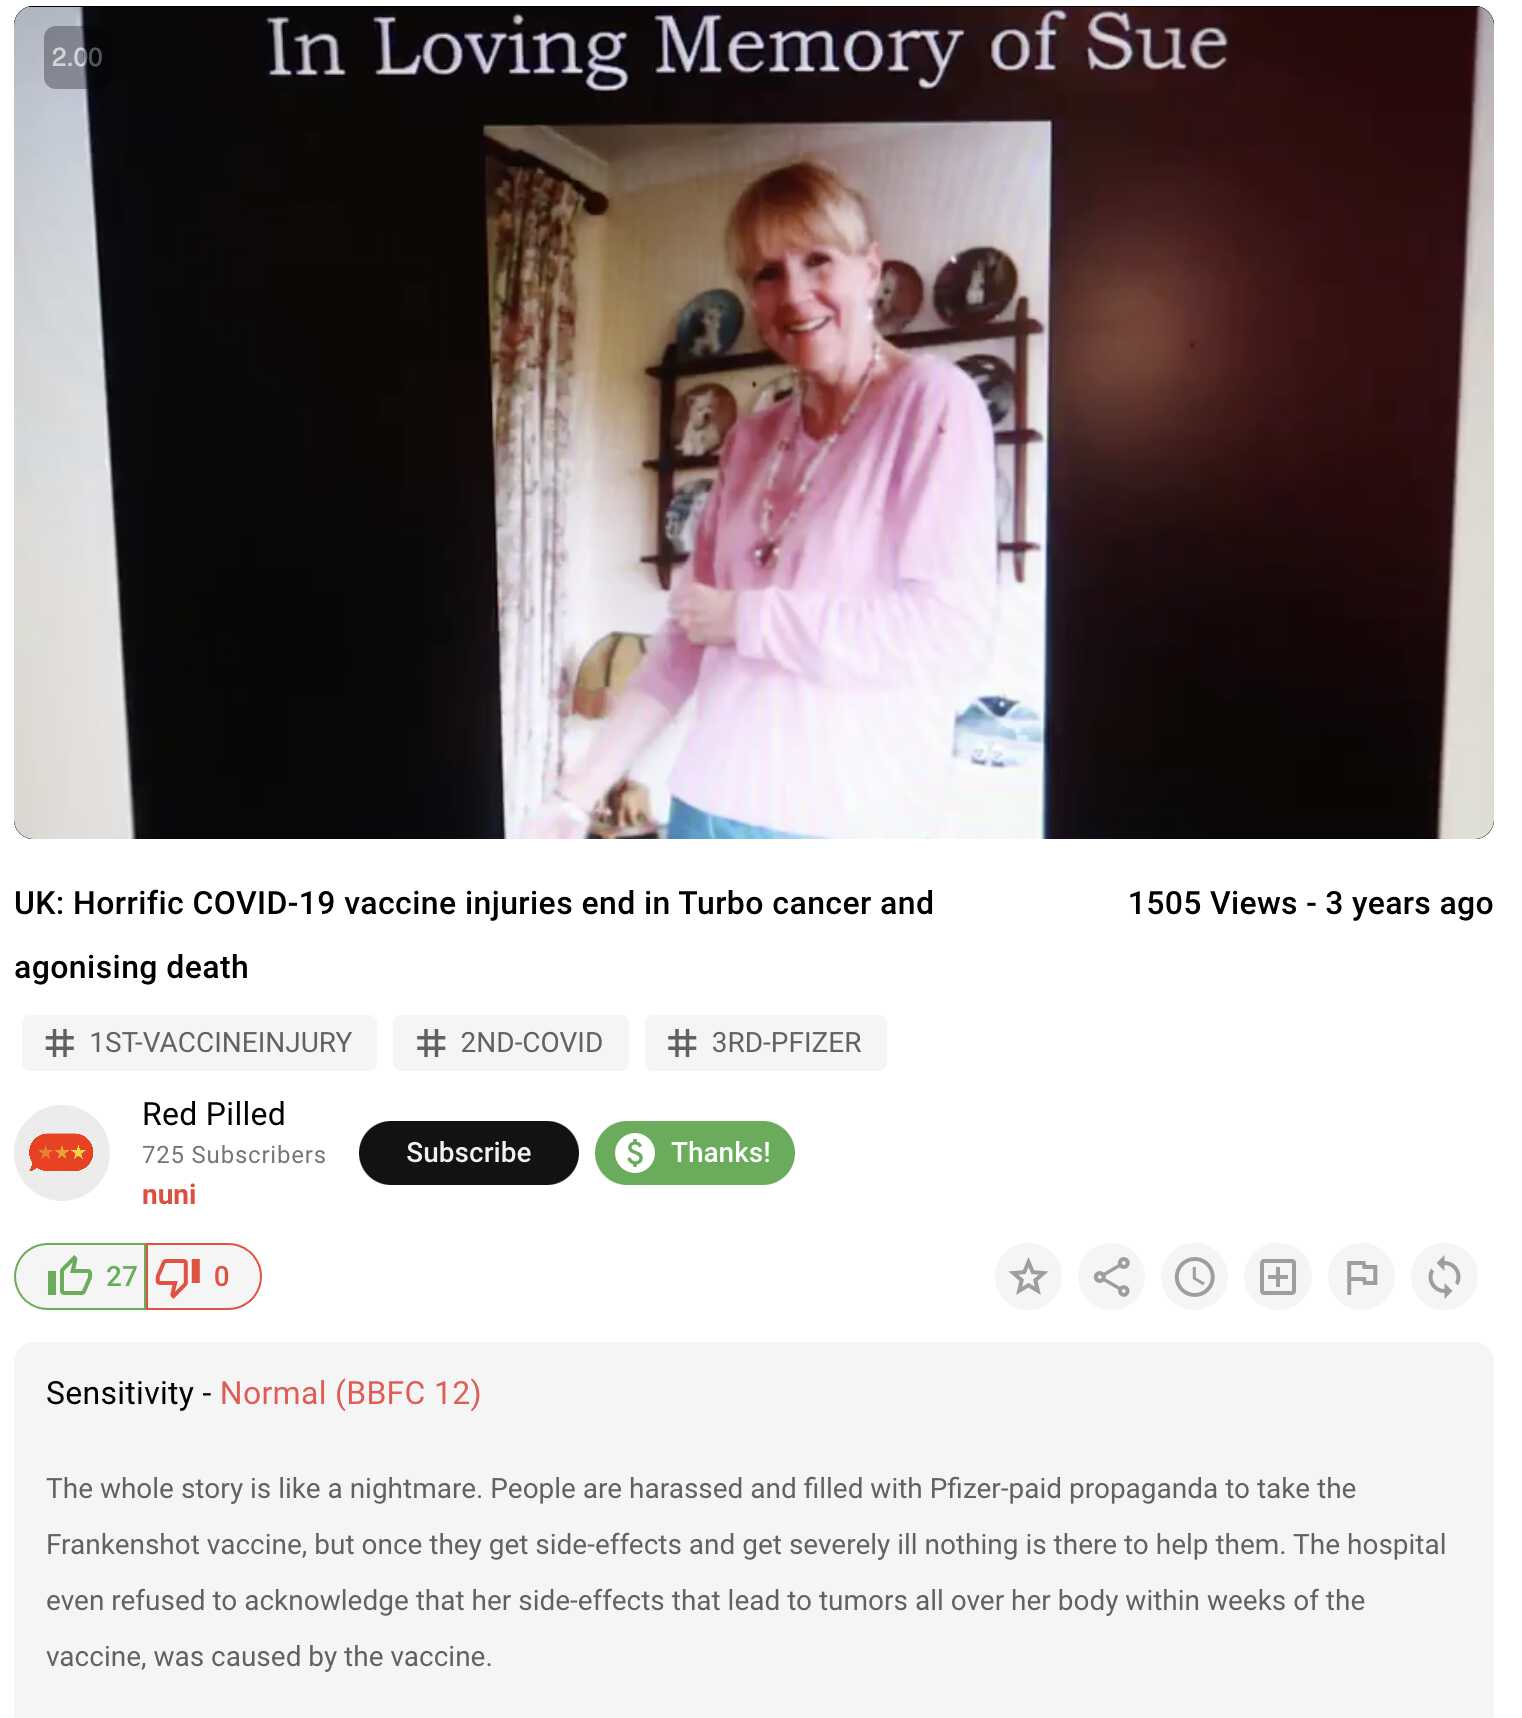 2.00
In Loving Memory of Sue
UK: Horrific COVID-19 vaccine injuries end in Turbo cancer and
agonising death
1505 Views - 3 years ago
# 1ST-VACCINEINJURY # 2ND-COVID # 3RD-PFIZER
Red Pilled
725 Subscribers
nuni
Subscribe
$ Thanks!
27 0
Sensitivity - Normal (BBFC 12)
The whole story is like a nightmare. People are harassed and filled with Pfizer-paid propaganda to take the
Frankenshot vaccine, but once they get side-effects and get severely ill nothing is there to help them. The hospital
even refused to acknowledge that her side-effects that lead to tumors all over her body within weeks of the
vaccine, was caused by the vaccine.